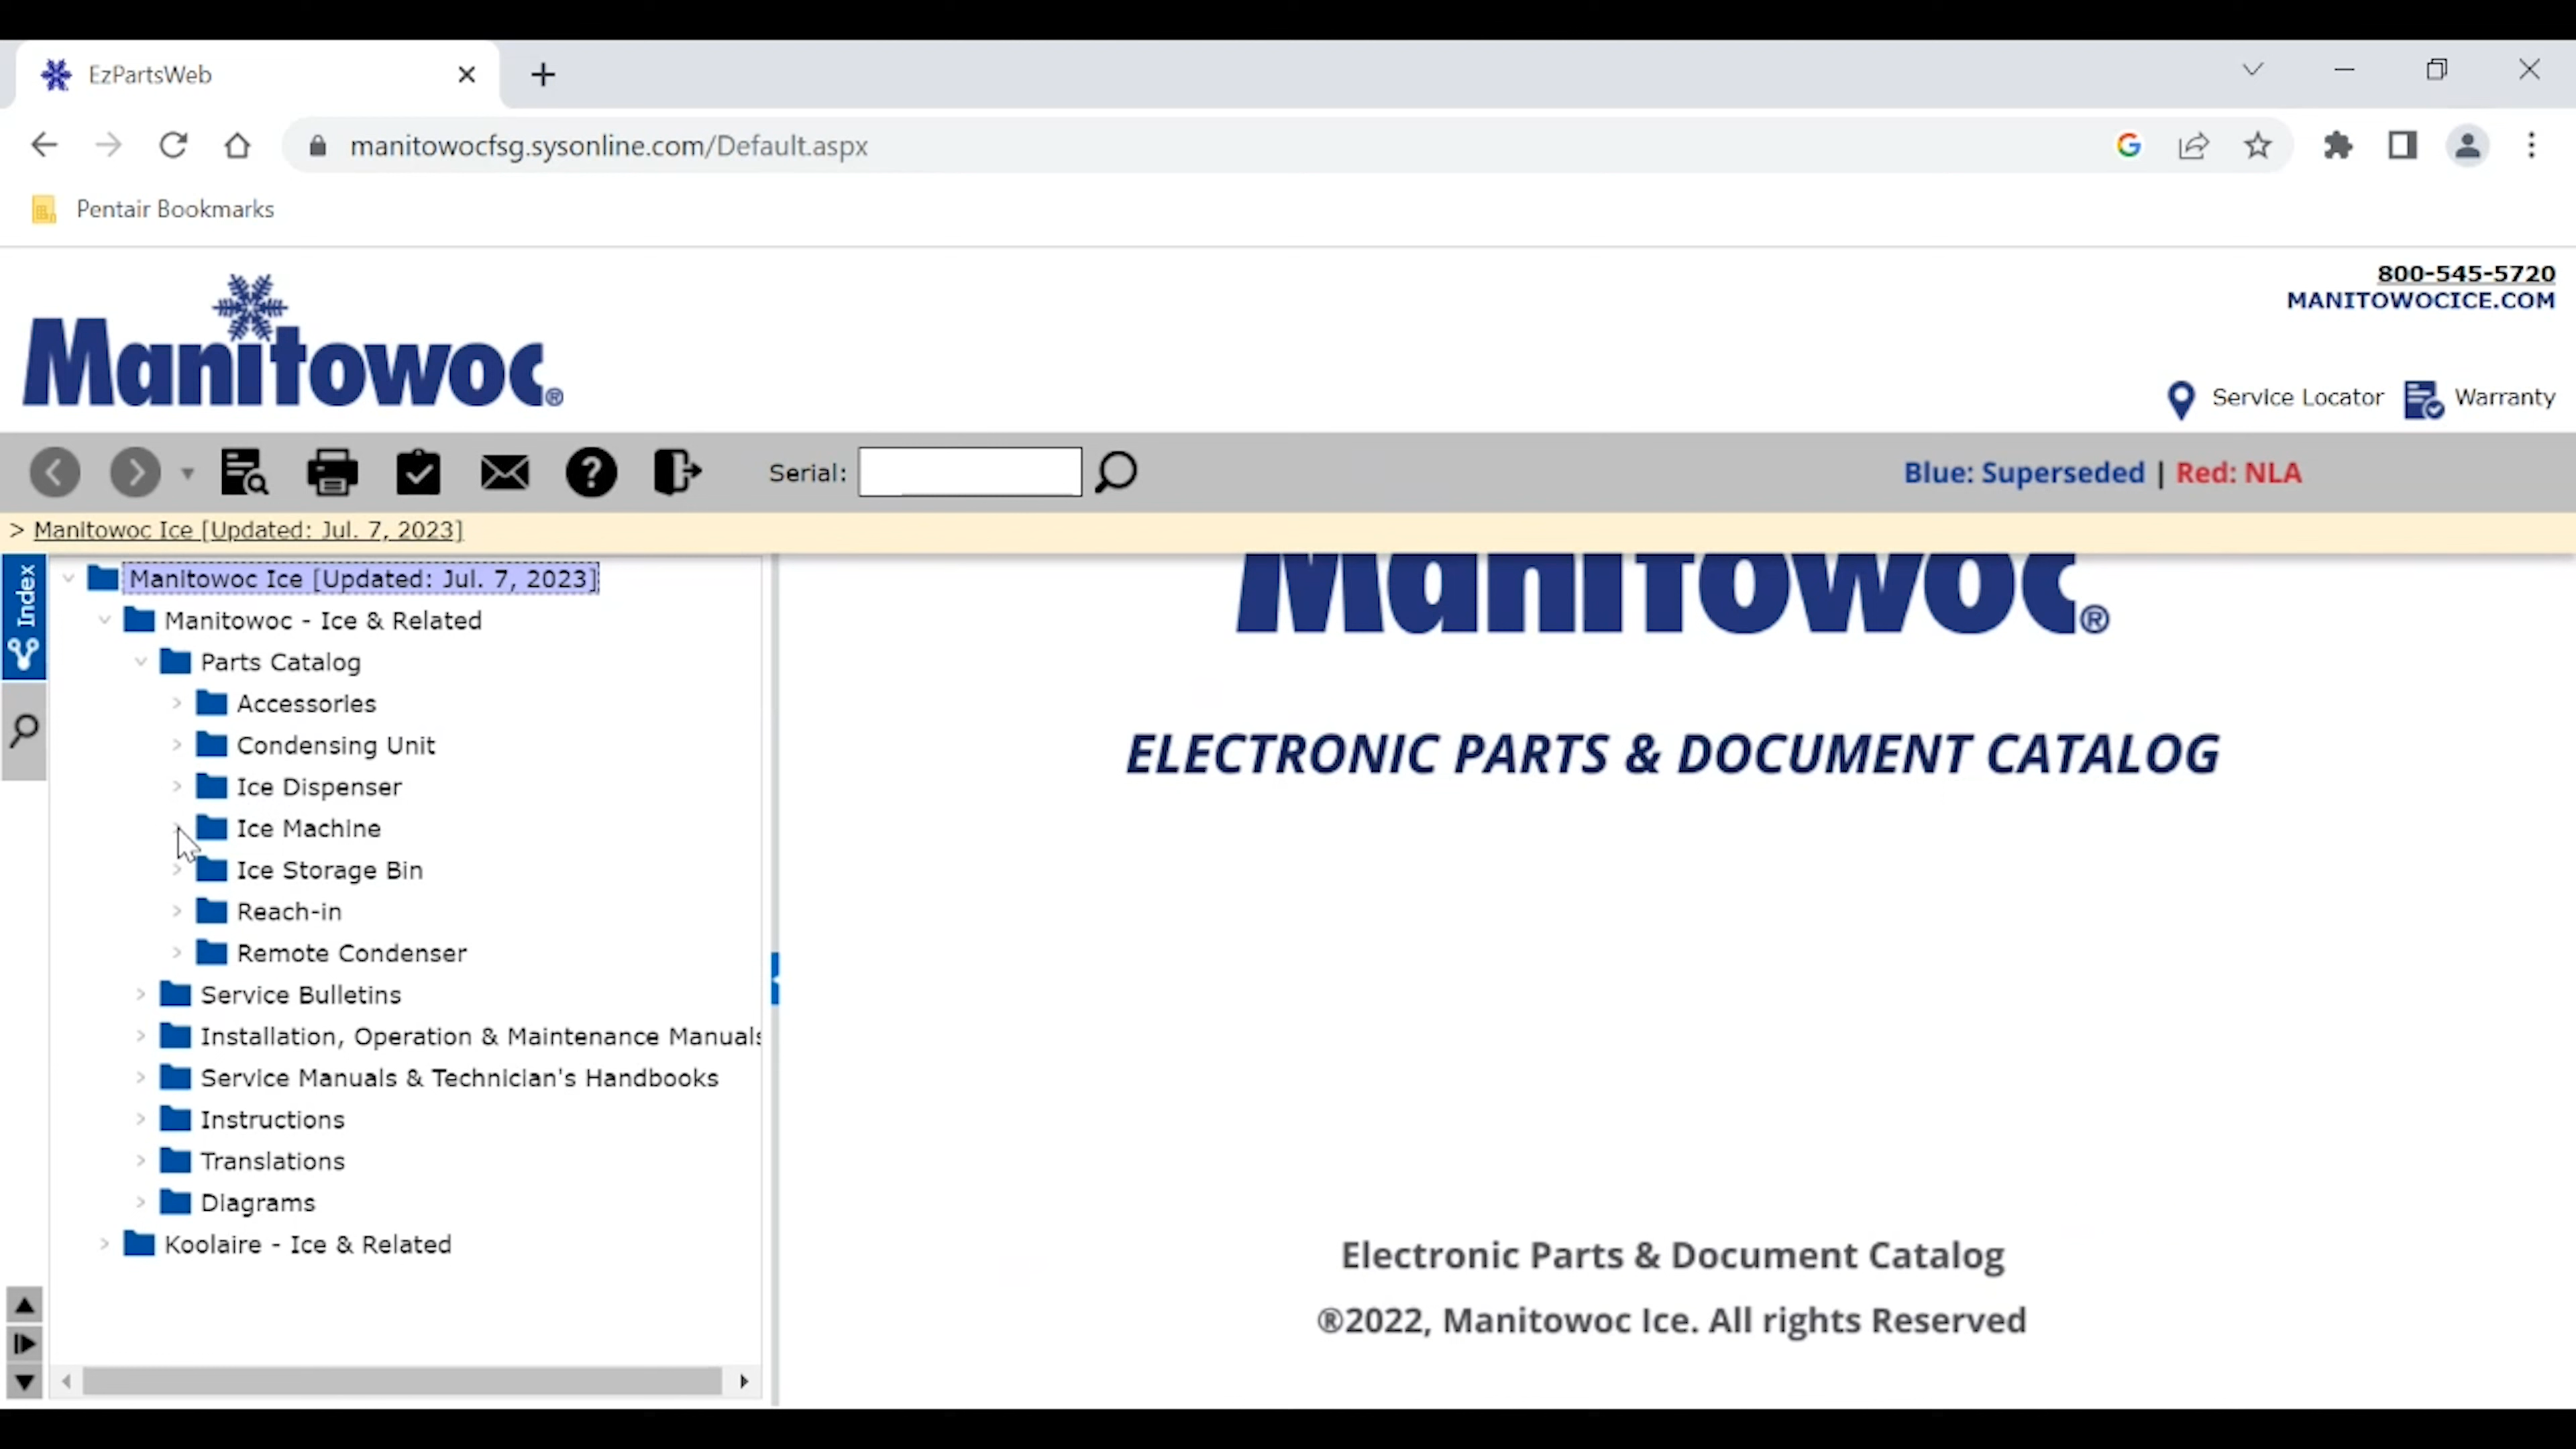 EzPartsWeb
manitowocfsg.sysonline.com/Default.aspx
Pentair Bookmarks
Manitowoc®
800-545-5720
MANITOWOCICE.COM
Service Locator
Warranty
Serial:
Blue: Superseded | Red: NLA
> Manitowoc Ice [Updated: Jul. 7, 2023]
Index
Manitowoc Ice [Updated: Jul. 7, 2023]
Manitowoc - Ice & Related
Parts Catalog
Accessories
Condensing Unit
Ice Dispenser
Ice Machine
Ice Storage Bin
Reach-in
Remote Condenser
Service Bulletins
Installation, Operation & Maintenance Manuals
Service Manuals & Technician's Handbooks
Instructions
Translations
Diagrams
Koolaire - Ice & Related
Manitowoc®
ELECTRONIC PARTS & DOCUMENT CATALOG
Electronic Parts & Document Catalog
®2022, Manitowoc Ice. All rights Reserved